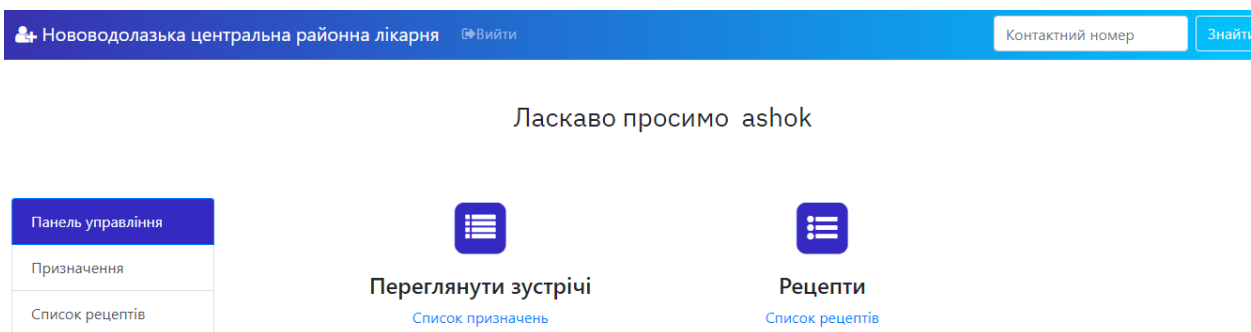 Нововодолазька центральна районна лікарня Вийти Контактний номер Знайти
Ласкаво просимо ashok
Панель управління
Призначення
Список рецептів
Переглянути зустрічі
Список призначень
Рецепти
Список рецептів